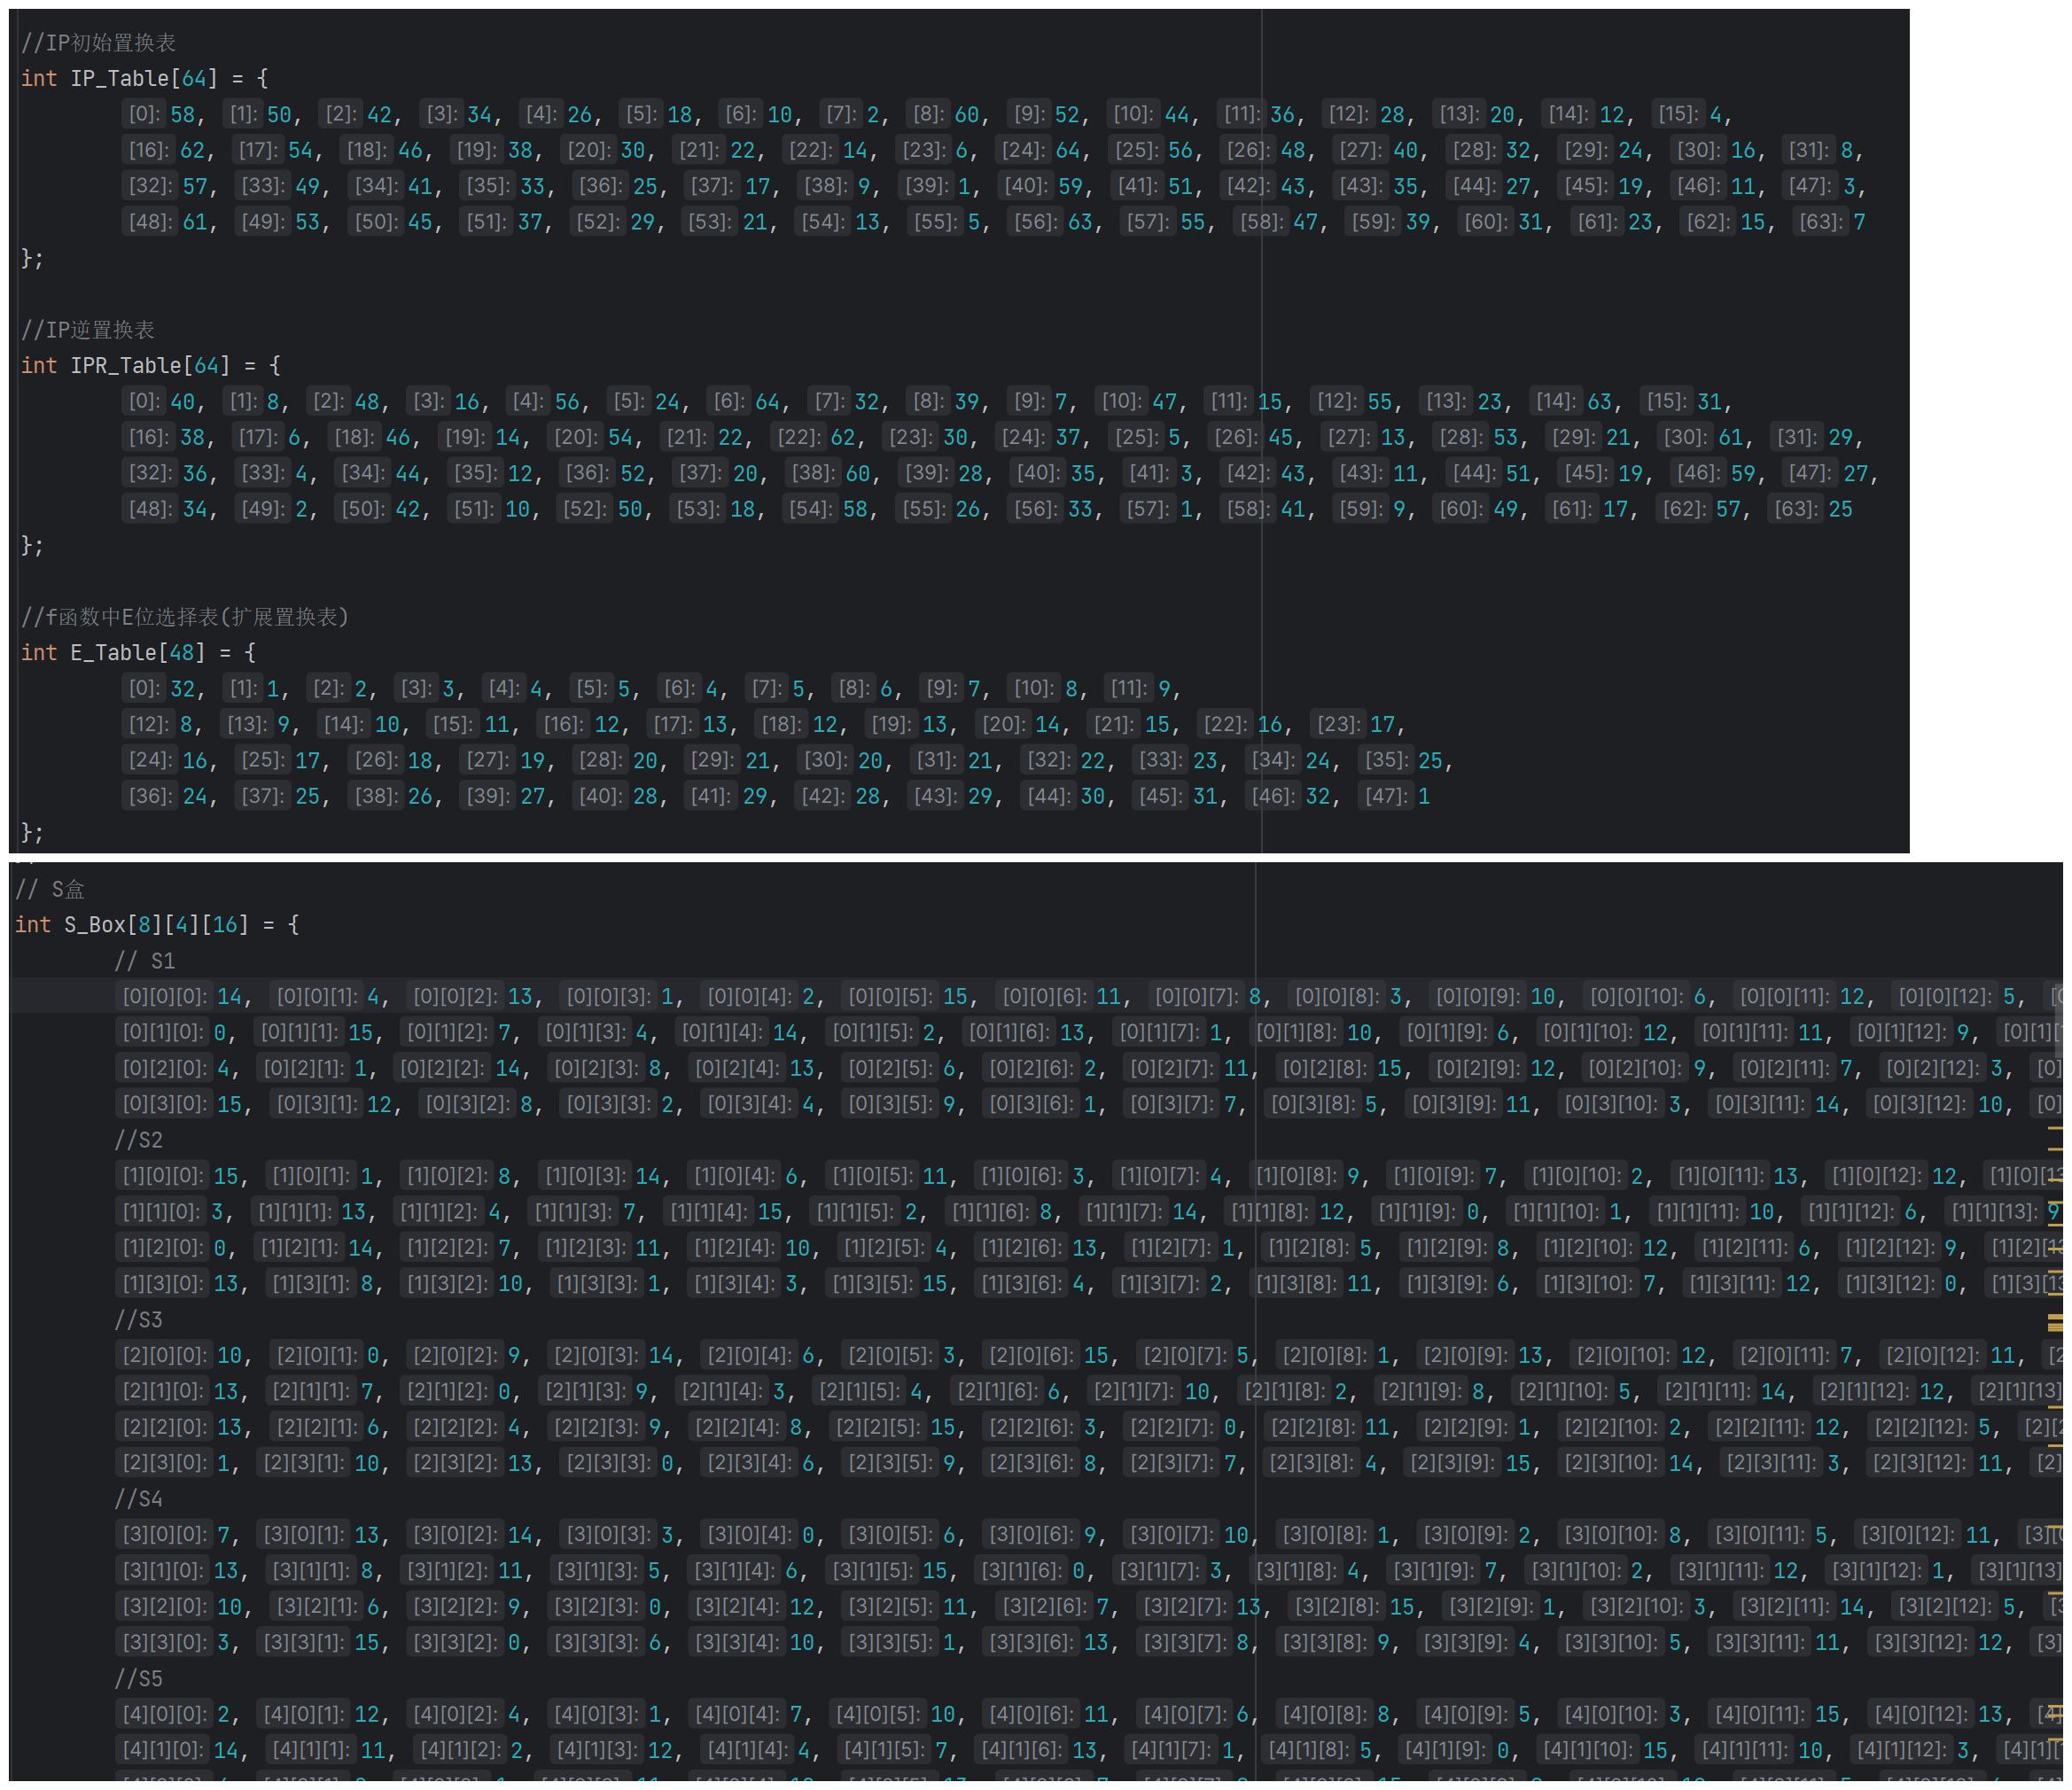 //IP初始置换表
int IP_Table[64] = {
[0]: 58, [1]: 50, [2]: 42, [3]: 34, [4]: 26, [5]: 18, [6]: 10, [7]: 2, [8]: 60, [9]: 52, [10]: 44, [11]: 36, [12]: 28, [13]: 20, [14]: 12, [15]: 4,
[16]: 62, [17]: 54, [18]: 46, [19]: 38, [20]: 30, [21]: 22, [22]: 14, [23]: 6, [24]: 64, [25]: 56, [26]: 48, [27]: 40, [28]: 32, [29]: 24, [30]: 16, [31]: 8,
[32]: 57, [33]: 49, [34]: 41, [35]: 33, [36]: 25, [37]: 17, [38]: 9, [39]: 1, [40]: 59, [41]: 51, [42]: 43, [43]: 35, [44]: 27, [45]: 19, [46]: 11, [47]: 3,
[48]: 61, [49]: 53, [50]: 45, [51]: 37, [52]: 29, [53]: 21, [54]: 13, [55]: 5, [56]: 63, [57]: 55, [58]: 47, [59]: 39, [60]: 31, [61]: 23, [62]: 15, [63]: 7
};
//IP逆置换表
int IPR_Table[64] = {
[0]: 40, [1]: 8, [2]: 48, [3]: 16, [4]: 56, [5]: 24, [6]: 64, [7]: 32, [8]: 39, [9]: 7, [10]: 47, [11]: 15, [12]: 55, [13]: 23, [14]: 63, [15]: 31,
[16]: 38, [17]: 6, [18]: 46, [19]: 14, [20]: 54, [21]: 22, [22]: 62, [23]: 30, [24]: 37, [25]: 5, [26]: 45, [27]: 13, [28]: 53, [29]: 21, [30]: 61, [31]: 29,
[32]: 36, [33]: 4, [34]: 44, [35]: 12, [36]: 52, [37]: 20, [38]: 60, [39]: 28, [40]: 35, [41]: 3, [42]: 43, [43]: 11, [44]: 51, [45]: 19, [46]: 59, [47]: 27,
[48]: 34, [49]: 2, [50]: 42, [51]: 10, [52]: 50, [53]: 18, [54]: 58, [55]: 26, [56]: 33, [57]: 1, [58]: 41, [59]: 9, [60]: 49, [61]: 17, [62]: 57, [63]: 25
};
//f函数中E位选择表(扩展置换表)
int E_Table[48] = {
[0]: 32, [1]: 1, [2]: 2, [3]: 3, [4]: 4, [5]: 5, [6]: 4, [7]: 5, [8]: 6, [9]: 7, [10]: 8, [11]: 9,
[12]: 8, [13]: 9, [14]: 10, [15]: 11, [16]: 12, [17]: 13, [18]: 12, [19]: 13, [20]: 14, [21]: 15, [22]: 16, [23]: 17,
[24]: 16, [25]: 17, [26]: 18, [27]: 19, [28]: 20, [29]: 21, [30]: 20, [31]: 21, [32]: 22, [33]: 23, [34]: 24, [35]: 25,
[36]: 24, [37]: 25, [38]: 26, [39]: 27, [40]: 28, [41]: 29, [42]: 28, [43]: 29, [44]: 30, [45]: 31, [46]: 32, [47]: 1
};
// S盒
int S_Box[8][4][16] = {
// S1
[0][0][0]: 14, [0][0][1]: 4, [0][0][2]: 13, [0][0][3]: 1, [0][0][4]: 2, [0][0][5]: 15, [0][0][6]: 11, [0][0][7]: 8, [0][0][8]: 3, [0][0][9]: 10, [0][0][10]: 6, [0][0][11]: 12, [0][0][12]: 5,
[0][1][0]: 0, [0][1][1]: 15, [0][1][2]: 7, [0][1][3]: 4, [0][1][4]: 14, [0][1][5]: 2, [0][1][6]: 13, [0][1][7]: 1, [0][1][8]: 10, [0][1][9]: 6, [0][1][10]: 12, [0][1][11]: 11, [0][1][12]: 9, [0][1]
[0][2][0]: 4, [0][2][1]: 1, [0][2][2]: 14, [0][2][3]: 8, [0][2][4]: 13, [0][2][5]: 6, [0][2][6]: 2, [0][2][7]: 11, [0][2][8]: 15, [0][2][9]: 12, [0][2][10]: 9, [0][2][11]: 7, [0][2][12]: 3, [0]
[0][3][0]: 15, [0][3][1]: 12, [0][3][2]: 8, [0][3][3]: 2, [0][3][4]: 4, [0][3][5]: 9, [0][3][6]: 1, [0][3][7]: 7, [0][3][8]: 5, [0][3][9]: 11, [0][3][10]: 3, [0][3][11]: 14, [0][3][12]: 10, [0]
//S2
[1][0][0]: 15, [1][0][1]: 1, [1][0][2]: 8, [1][0][3]: 14, [1][0][4]: 6, [1][0][5]: 11, [1][0][6]: 3, [1][0][7]: 4, [1][0][8]: 9, [1][0][9]: 7, [1][0][10]: 2, [1][0][11]: 13, [1][0][12]: 12, [1][0][13
[1][1][0]: 3, [1][1][1]: 13, [1][1][2]: 4, [1][1][3]: 7, [1][1][4]: 15, [1][1][5]: 2, [1][1][6]: 8, [1][1][7]: 14, [1][1][8]: 12, [1][1][9]: 0, [1][1][10]: 1, [1][1][11]: 10, [1][1][12]: 6, [1][1][13]: 9
[1][2][0]: 0, [1][2][1]: 14, [1][2][2]: 7, [1][2][3]: 11, [1][2][4]: 10, [1][2][5]: 4, [1][2][6]: 13, [1][2][7]: 1, [1][2][8]: 5, [1][2][9]: 8, [1][2][10]: 12, [1][2][11]: 6, [1][2][12]: 9, [1][2][13
[1][3][0]: 13, [1][3][1]: 8, [1][3][2]: 10, [1][3][3]: 1, [1][3][4]: 3, [1][3][5]: 15, [1][3][6]: 4, [1][3][7]: 2, [1][3][8]: 11, [1][3][9]: 6, [1][3][10]: 7, [1][3][11]: 12, [1][3][12]: 0, [1][3][13
//S3
[2][0][0]: 10, [2][0][1]: 0, [2][0][2]: 9, [2][0][3]: 14, [2][0][4]: 6, [2][0][5]: 3, [2][0][6]: 15, [2][0][7]: 5, [2][0][8]: 1, [2][0][9]: 13, [2][0][10]: 12, [2][0][11]: 7, [2][0][12]: 11, [2
[2][1][0]: 13, [2][1][1]: 7, [2][1][2]: 0, [2][1][3]: 9, [2][1][4]: 3, [2][1][5]: 4, [2][1][6]: 6, [2][1][7]: 10, [2][1][8]: 2, [2][1][9]: 8, [2][1][10]: 5, [2][1][11]: 14, [2][1][12]: 12, [2][1][13]
[2][2][0]: 13, [2][2][1]: 6, [2][2][2]: 4, [2][2][3]: 9, [2][2][4]: 8, [2][2][5]: 15, [2][2][6]: 3, [2][2][7]: 0, [2][2][8]: 11, [2][2][9]: 1, [2][2][10]: 2, [2][2][11]: 12, [2][2][12]: 5, [2][2
[2][3][0]: 1, [2][3][1]: 10, [2][3][2]: 13, [2][3][3]: 0, [2][3][4]: 6, [2][3][5]: 9, [2][3][6]: 8, [2][3][7]: 7, [2][3][8]: 4, [2][3][9]: 15, [2][3][10]: 14, [2][3][11]: 3, [2][3][12]: 11, [2]
//S4
[3][0][0]: 7, [3][0][1]: 13, [3][0][2]: 14, [3][0][3]: 3, [3][0][4]: 0, [3][0][5]: 6, [3][0][6]: 9, [3][0][7]: 10, [3][0][8]: 1, [3][0][9]: 2, [3][0][10]: 8, [3][0][11]: 5, [3][0][12]: 11, [3]
[3][1][0]: 13, [3][1][1]: 8, [3][1][2]: 11, [3][1][3]: 5, [3][1][4]: 6, [3][1][5]: 15, [3][1][6]: 0, [3][1][7]: 3, [3][1][8]: 4, [3][1][9]: 7, [3][1][10]: 2, [3][1][11]: 12, [3][1][12]: 1, [3][1][13]
[3][2][0]: 10, [3][2][1]: 6, [3][2][2]: 9, [3][2][3]: 0, [3][2][4]: 12, [3][2][5]: 11, [3][2][6]: 7, [3][2][7]: 13, [3][2][8]: 15, [3][2][9]: 1, [3][2][10]: 3, [3][2][11]: 14, [3][2][12]: 5,
[3][3][0]: 3, [3][3][1]: 15, [3][3][2]: 0, [3][3][3]: 6, [3][3][4]: 10, [3][3][5]: 1, [3][3][6]: 13, [3][3][7]: 8, [3][3][8]: 9, [3][3][9]: 4, [3][3][10]: 5, [3][3][11]: 11, [3][3][12]: 12, [3]
//S5
[4][0][0]: 2, [4][0][1]: 12, [4][0][2]: 4, [4][0][3]: 1, [4][0][4]: 7, [4][0][5]: 10, [4][0][6]: 11, [4][0][7]: 6, [4][0][8]: 8, [4][0][9]: 5, [4][0][10]: 3, [4][0][11]: 15, [4][0][12]: 13,
[4][1][0]: 14, [4][1][1]: 11, [4][1][2]: 2, [4][1][3]: 12, [4][1][4]: 4, [4][1][5]: 7, [4][1][6]: 13, [4][1][7]: 1, [4][1][8]: 5, [4][1][9]: 0, [4][1][10]: 15, [4][1][11]: 10, [4][1][12]: 3, [4][1]